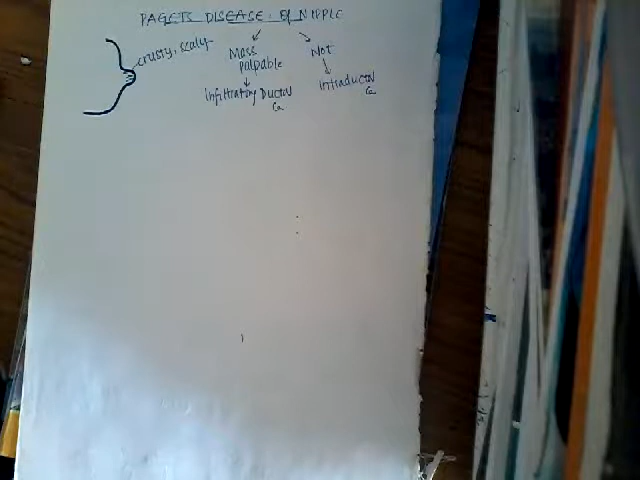 PAGETS DISEASE of NIPPLE
crusty, scaly
Mass
palpable
Not
Infiltrating Ductal
Ca
Intraductal
Ca